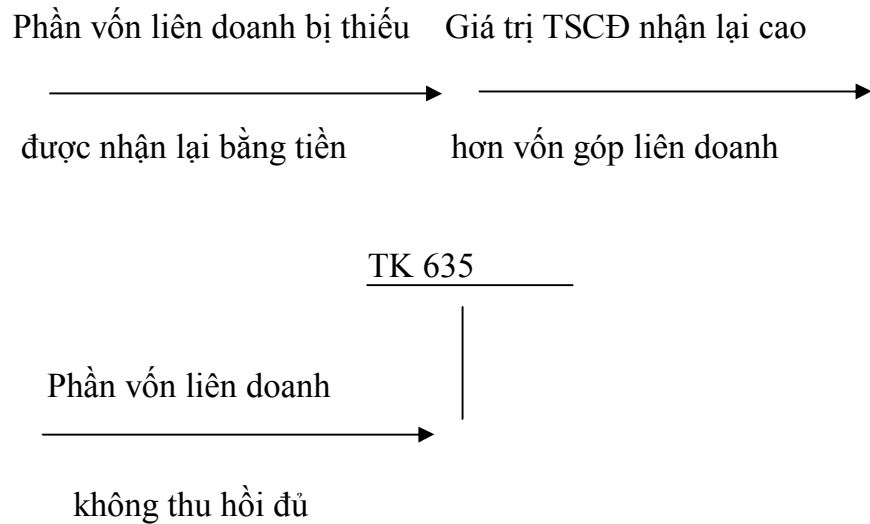 Phần vốn liên doanh bị thiếu Giá trị TSCĐ nhận lại cao
được nhận lại bằng tiền hơn vốn góp liên doanh
TK 635
Phần vốn liên doanh
không thu hồi đủ